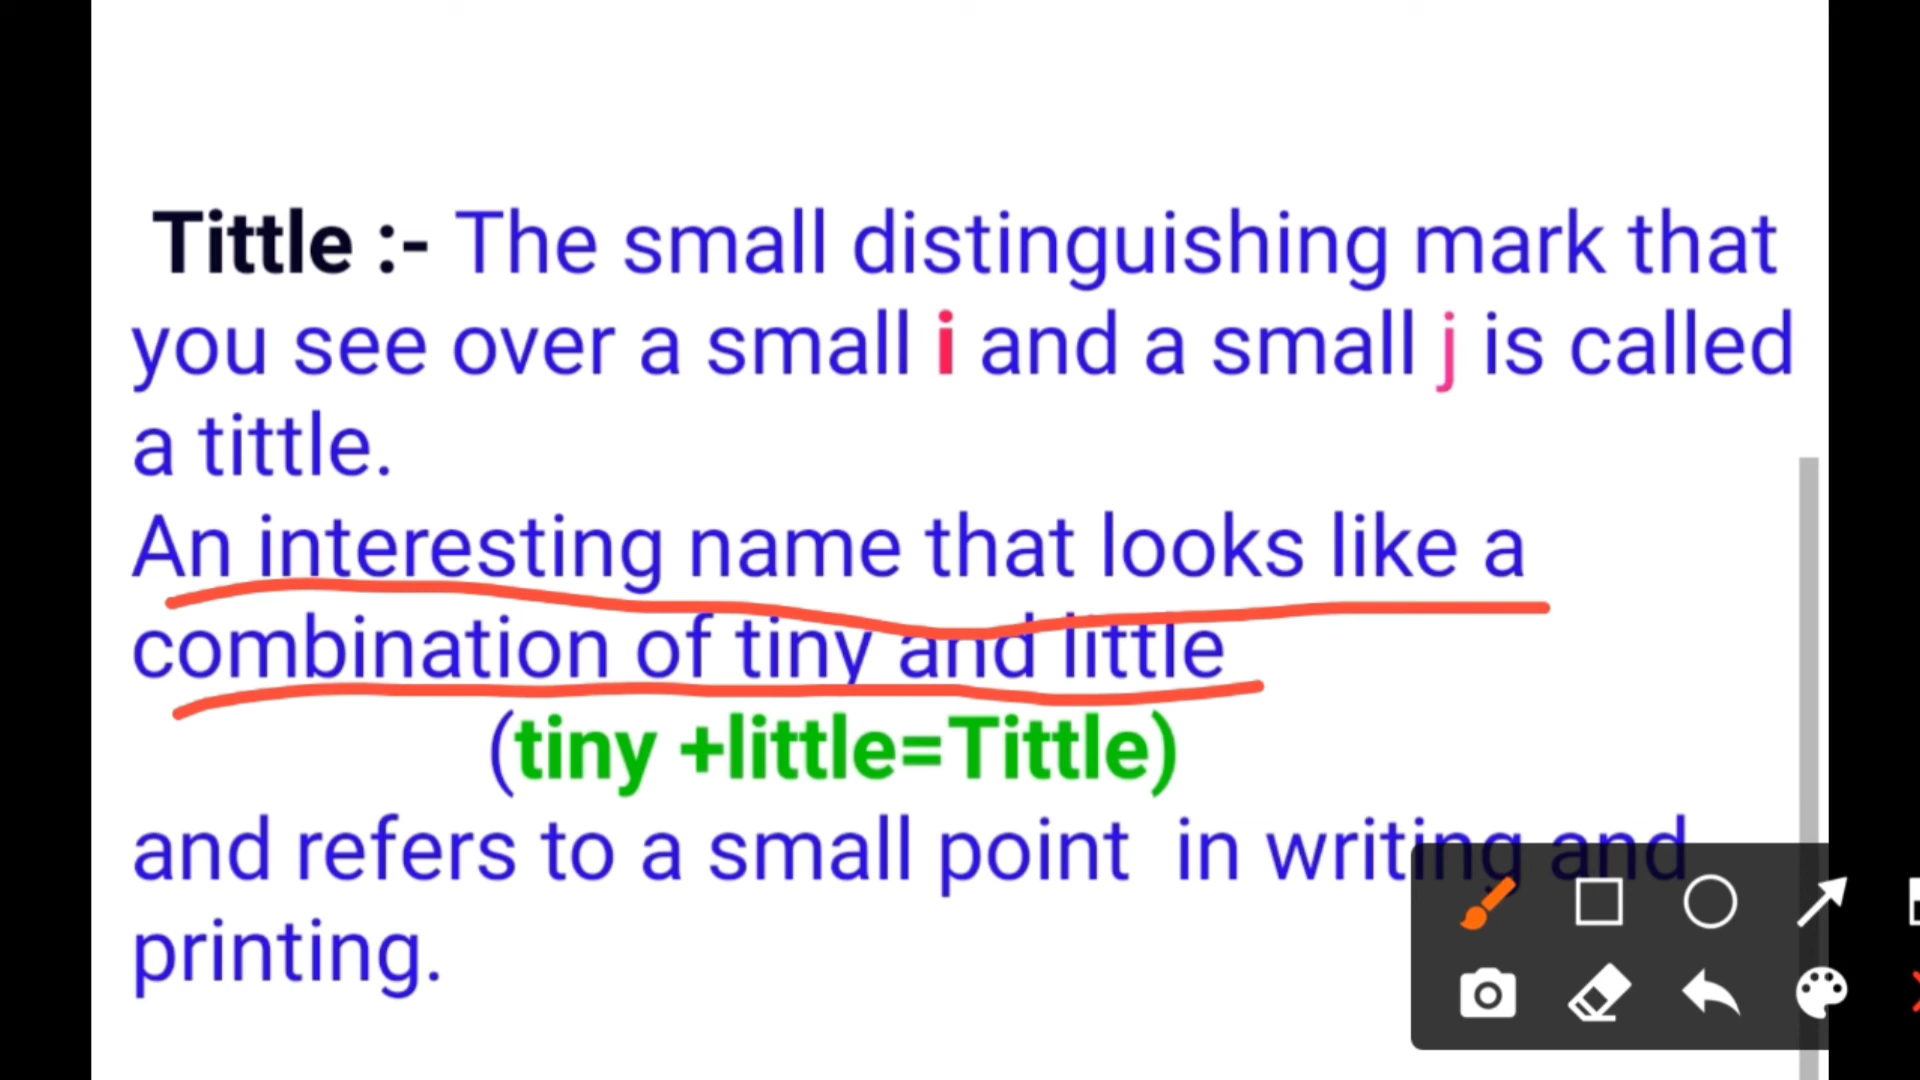 Tittle :- The small distinguishing mark that
you see over a small i and a small j is called
a tittle.
An interesting name that looks like a
combination of tiny and little
(tiny +little=Tittle)
and refers to a small point  in writing and
printing.